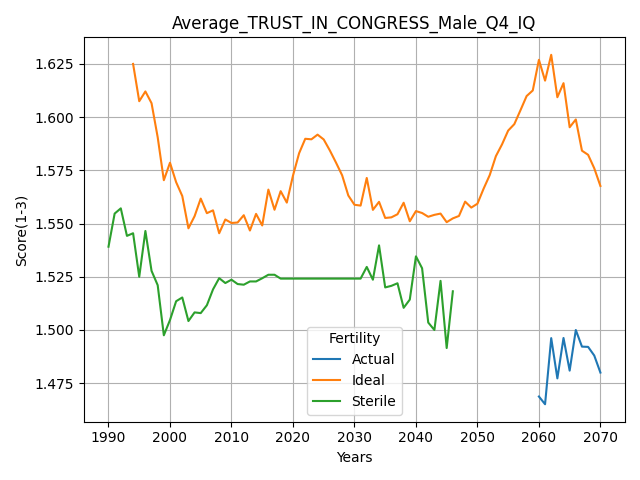 Average_TRUST_IN_CONGRESS_Male_Q4_IQ
Score(1-3)
1.625
1.600
1.575
1.550
1.525
1.500
1.475
Fertility
Actual
Ideal
Sterile
1990 2000 2010 2020 2030 2040 2050 2060 2070
Years